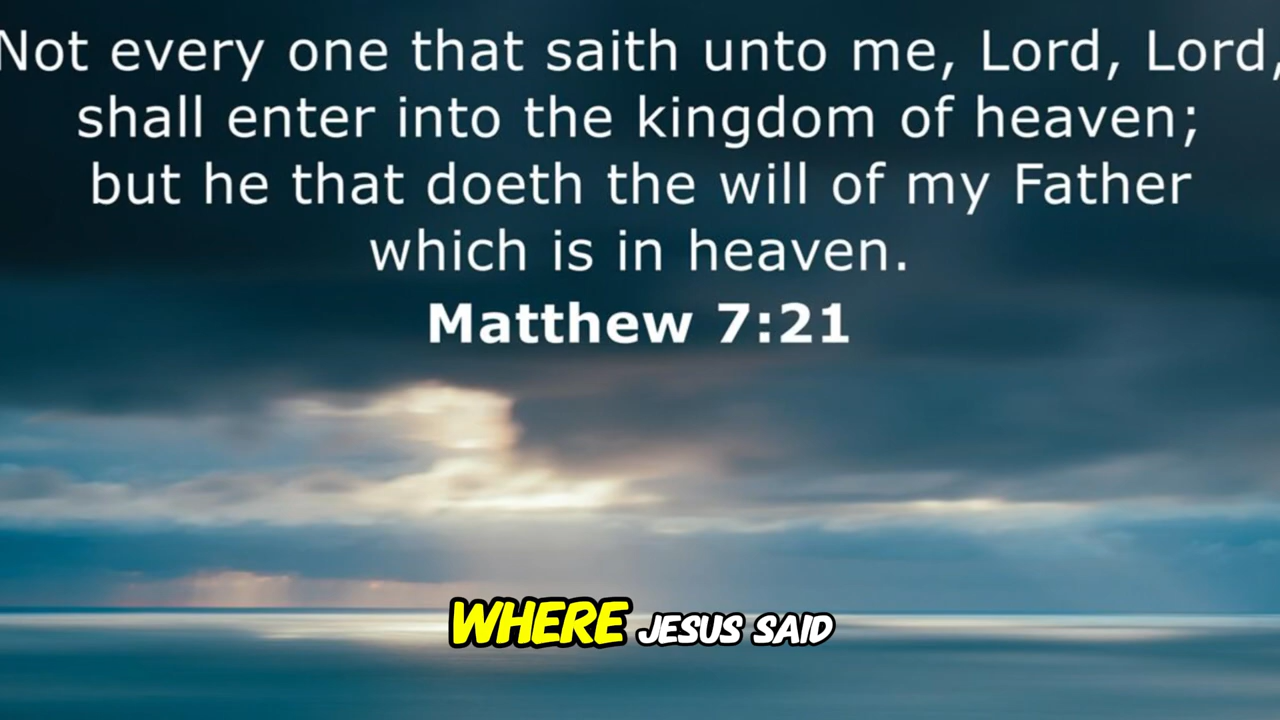 Not every one that saith unto me, Lord, Lord,
shall enter into the kingdom of heaven;
but he that doeth the will of my Father
which is in heaven.
Matthew 7:21
WHERE JESUS SAID